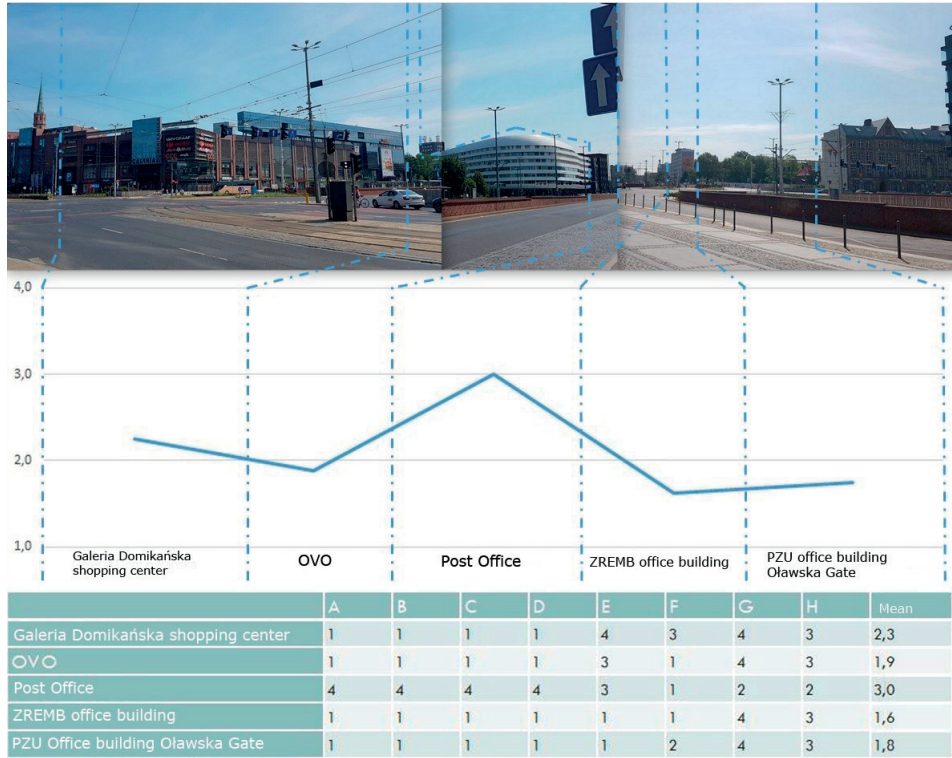 4,0
3,0
2,0
1,0
Galeria Domikańska
shopping center
OVO
Post Office
ZREMB office building
PZU office building
Oławska Gate
A B C D E F G H Mean
Galeria Domikańska shopping center 1 1 1 1 4 3 4 3 2,3
OVO 1 1 1 1 3 1 4 3 1,9
Post Office 4 4 4 4 3 1 2 2 3,0
ZREMB office building 1 1 1 1 1 1 4 3 1,6
PZU Office building Oławska Gate 1 1 1 1 1 2 4 3 1,8